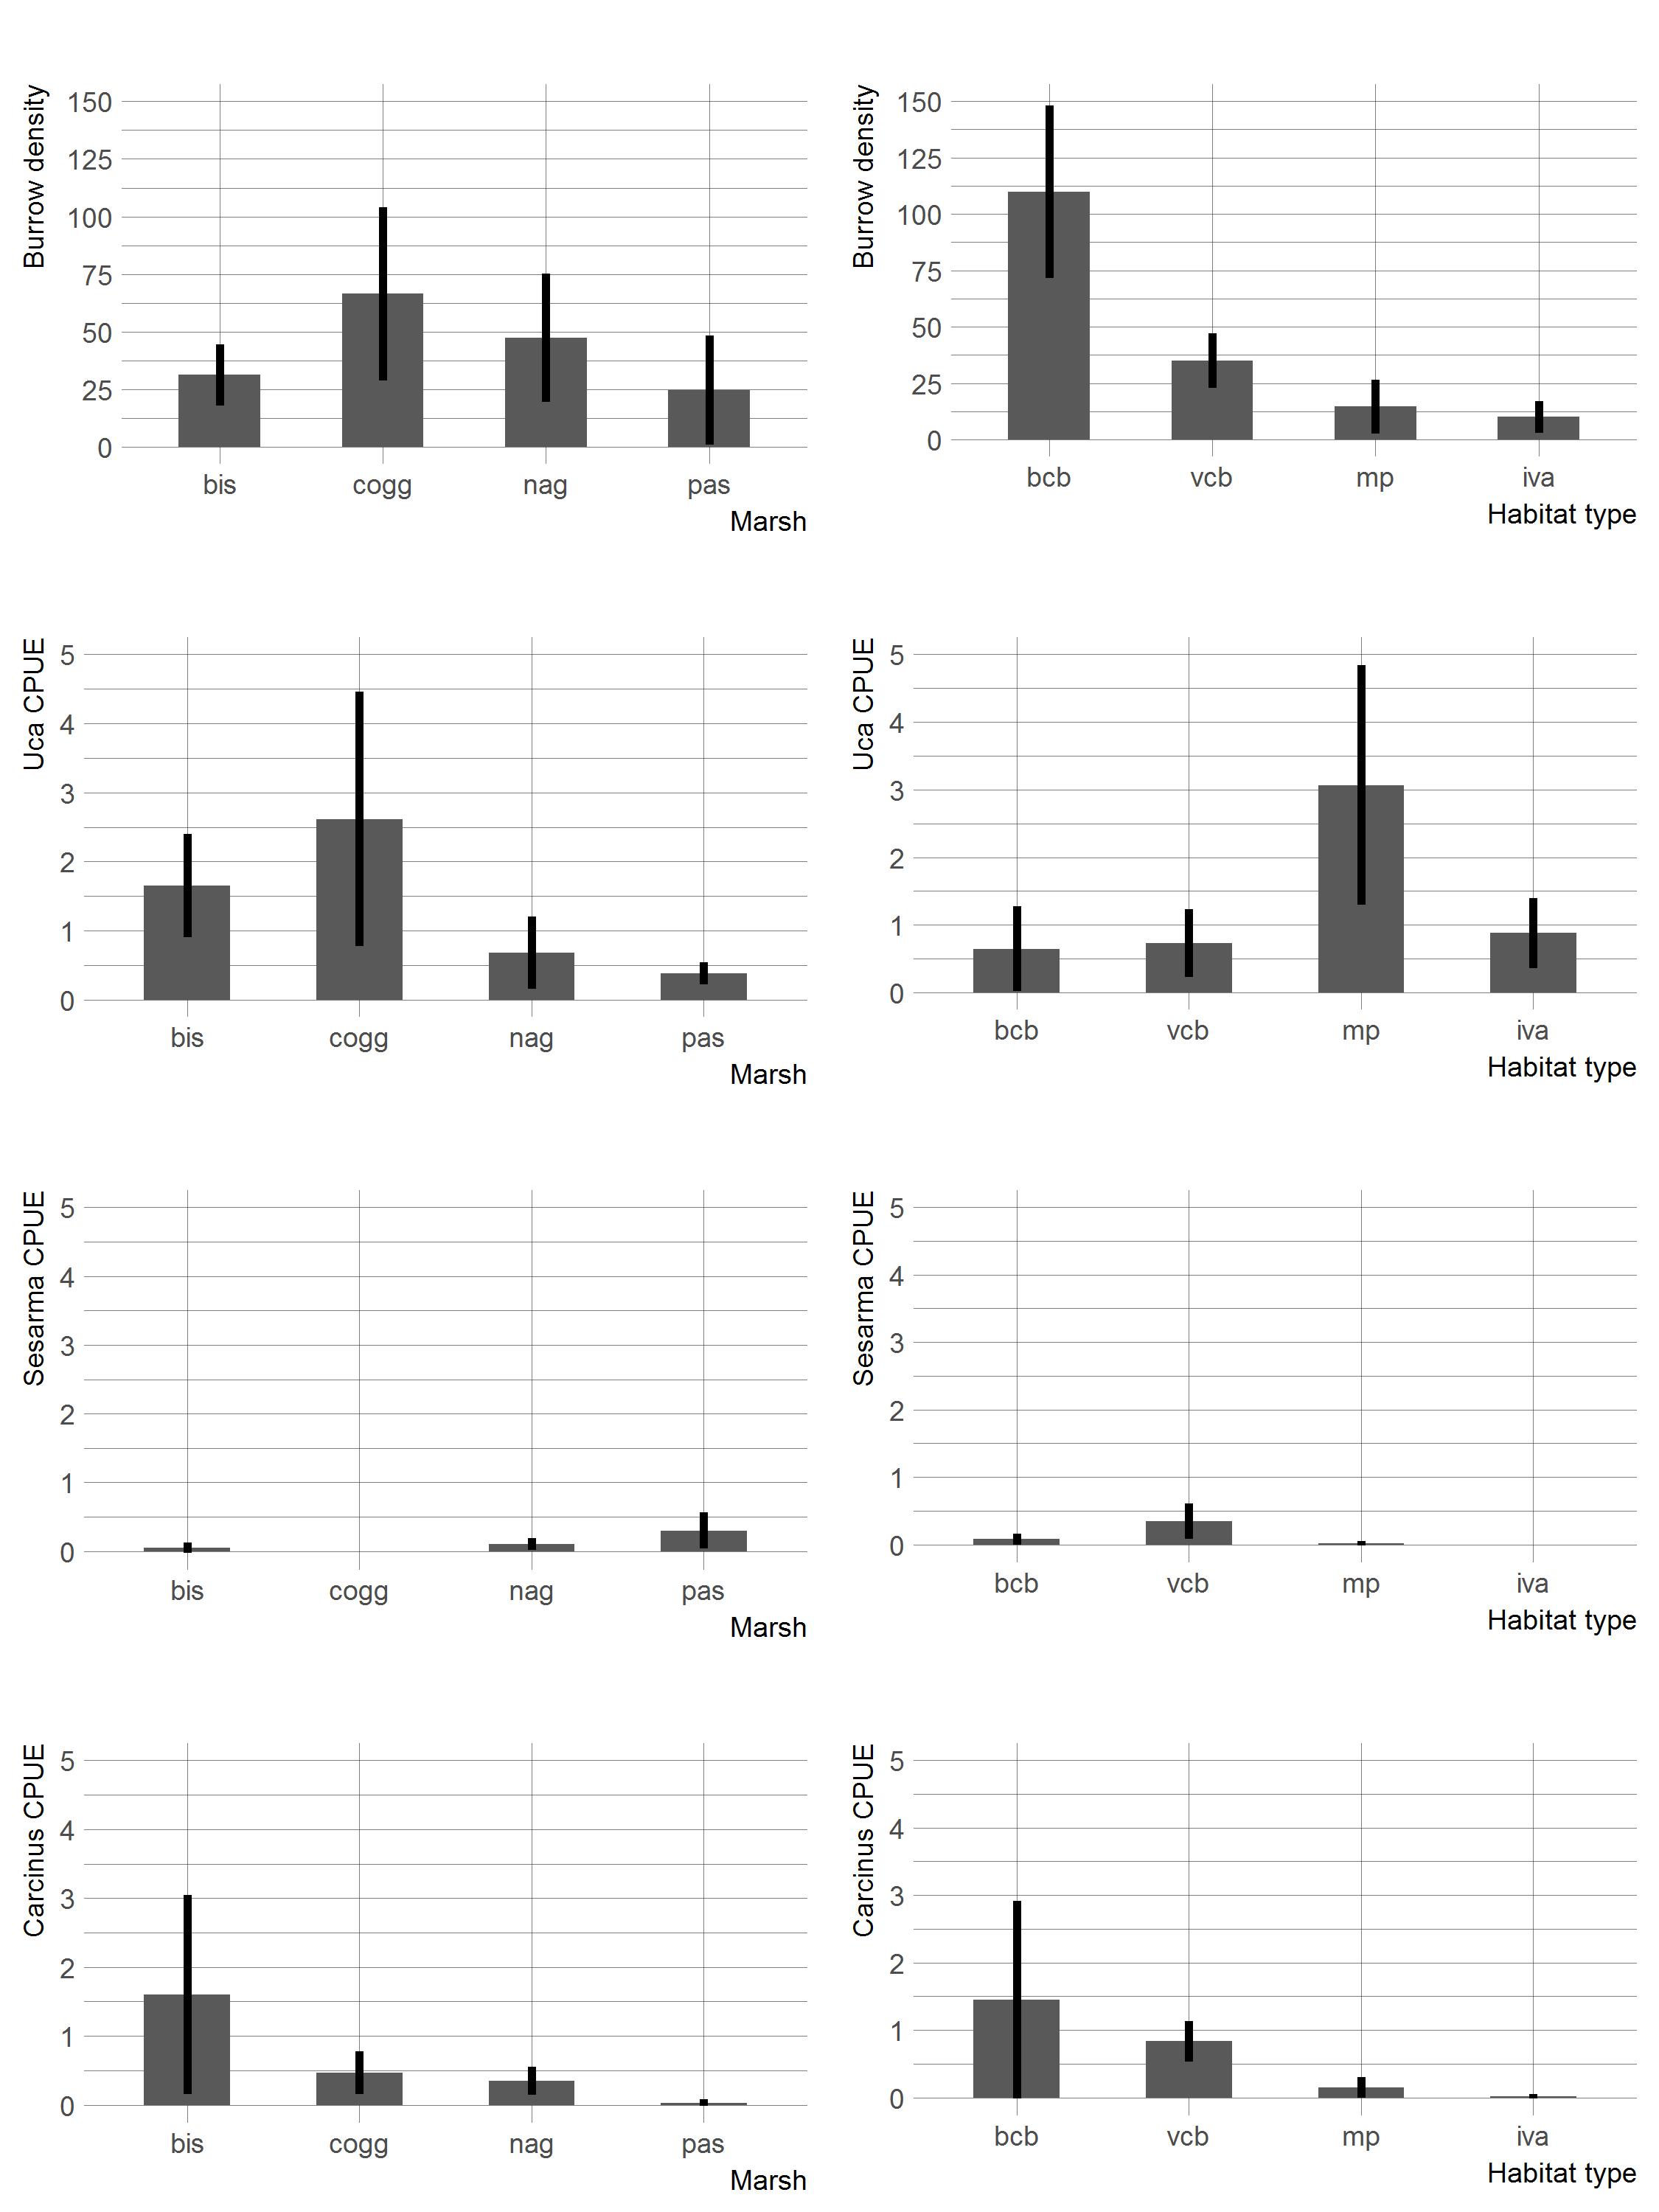 Burrow density
150
125
100
75
50
25
0
bis cogg nag pas
Marsh
Burrow density
150
125
100
75
50
25
0
bcb vcb mp iva
Habitat type
Uca CPUE
5
4
3
2
1
0
bis cogg nag pas
Marsh
Uca CPUE
5
4
3
2
1
0
bcb vcb mp iva
Habitat type
Sesarma CPUE
5
4
3
2
1
0
bis cogg nag pas
Marsh
Sesarma CPUE
5
4
3
2
1
0
bcb vcb mp iva
Habitat type
Carcinus CPUE
5
4
3
2
1
0
bis cogg nag pas
Marsh
Carcinus CPUE
5
4
3
2
1
0
bcb vcb mp iva
Habitat type